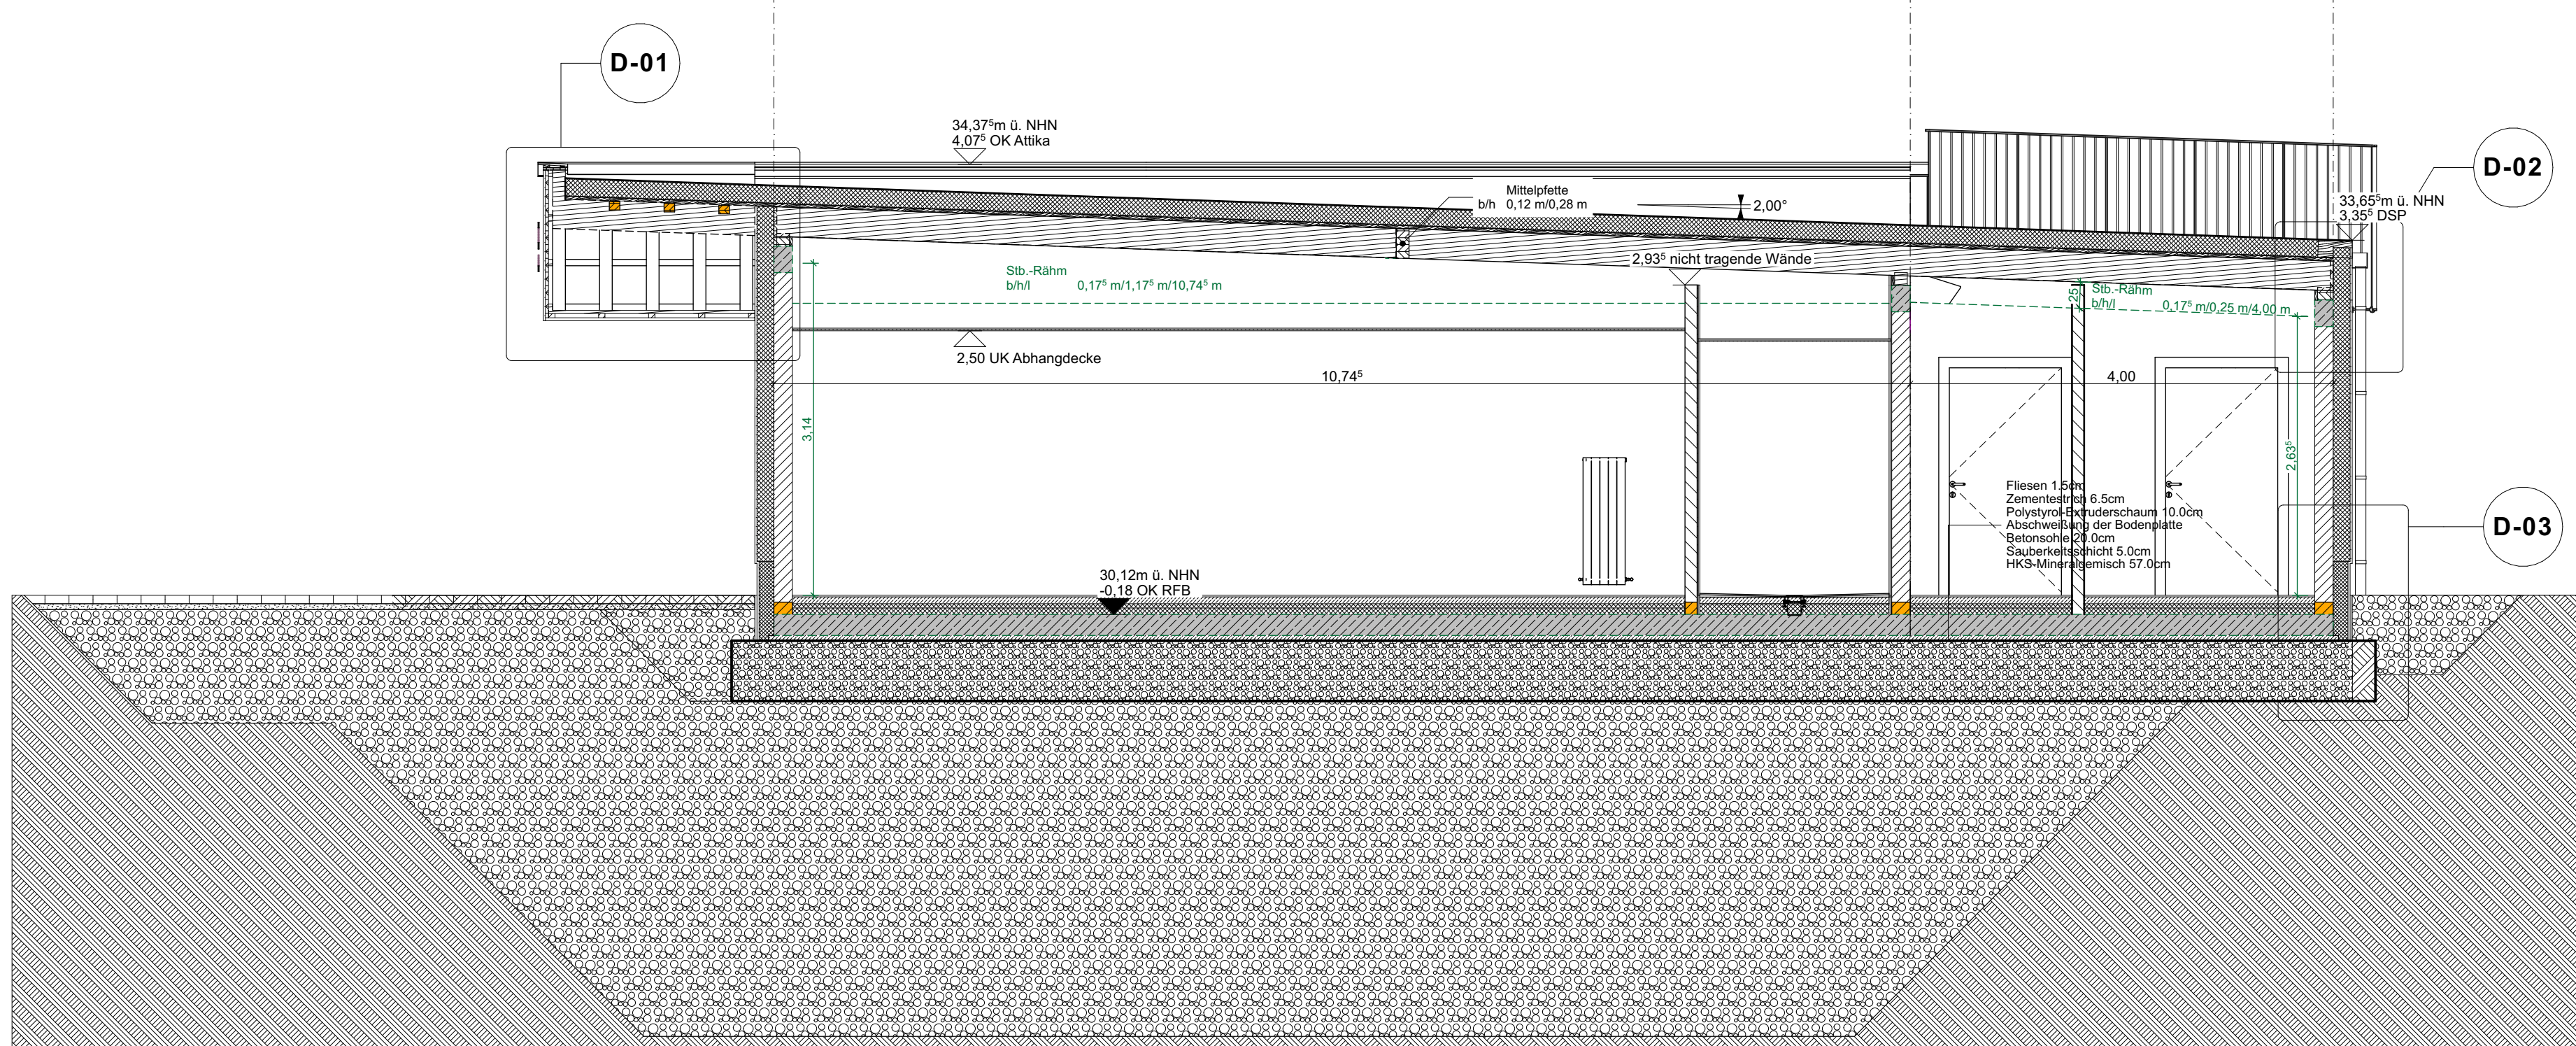 D-01
34,37⁵m ü. NHN
4,07⁵ OK Attika
D-02
Mittelpfette
b/h 0,12 m/0,28 m
2,00°
33,65⁵m ü. NHN
3,35⁵ DSP
2,93⁵ nicht tragende Wände
Stb.-Rähm
b/h/l 0,17⁵ m/1,17⁵ m/10,74⁵ m
25
Stb.-Rähm
b/h/l 0,17⁵ m/0,25 m/4,00 m
2,50 UK Abhangdecke
10,74⁵
4,00
3,14
2,63⁵
Fliesen 1.5cm
Zementestrich 6.5cm
Polystyrol-Extruderschaum 10.0cm
Abschweißung der Bodenplatte
Betonsohle 20.0cm
Sauberkeitsschicht 5.0cm
HKS-Mineralgemisch 57.0cm
D-03
30,12m ü. NHN
-0,18 OK RFB